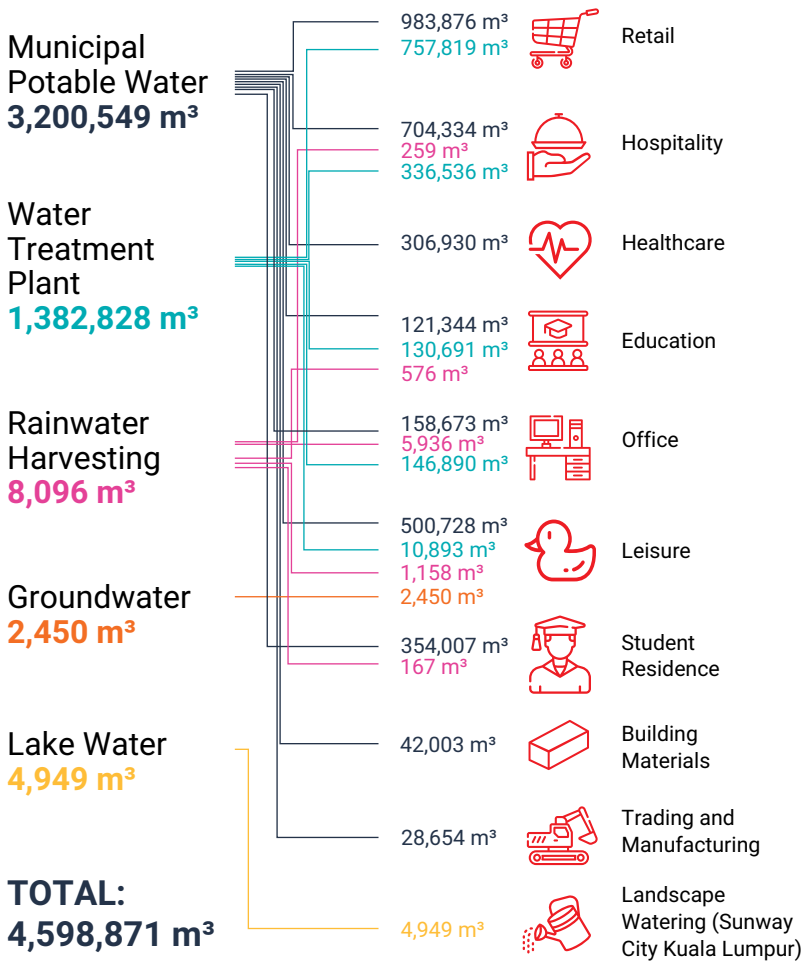 Municipal
Potable Water
3,200,549 m³
Water
Treatment
Plant
1,382,828 m³
Rainwater
Harvesting
8,096 m³
Groundwater
2,450 m³
Lake Water
4,949 m³
TOTAL:
4,598,871 m³
983,876 m³
757,819 m³
Retail
704,334 m³
259 m³
336,536 m³
Hospitality
306,930 m³
Healthcare
121,344 m³
130,691 m³
576 m³
Education
158,673 m³
5,936 m³
146,890 m³
Office
500,728 m³
10,893 m³
1,158 m³
2,450 m³
Leisure
354,007 m³
167 m³
Student
Residence
42,003 m³
Building
Materials
28,654 m³
Trading and
Manufacturing
4,949 m³
Landscape
Watering (Sunway
City Kuala Lumpur)